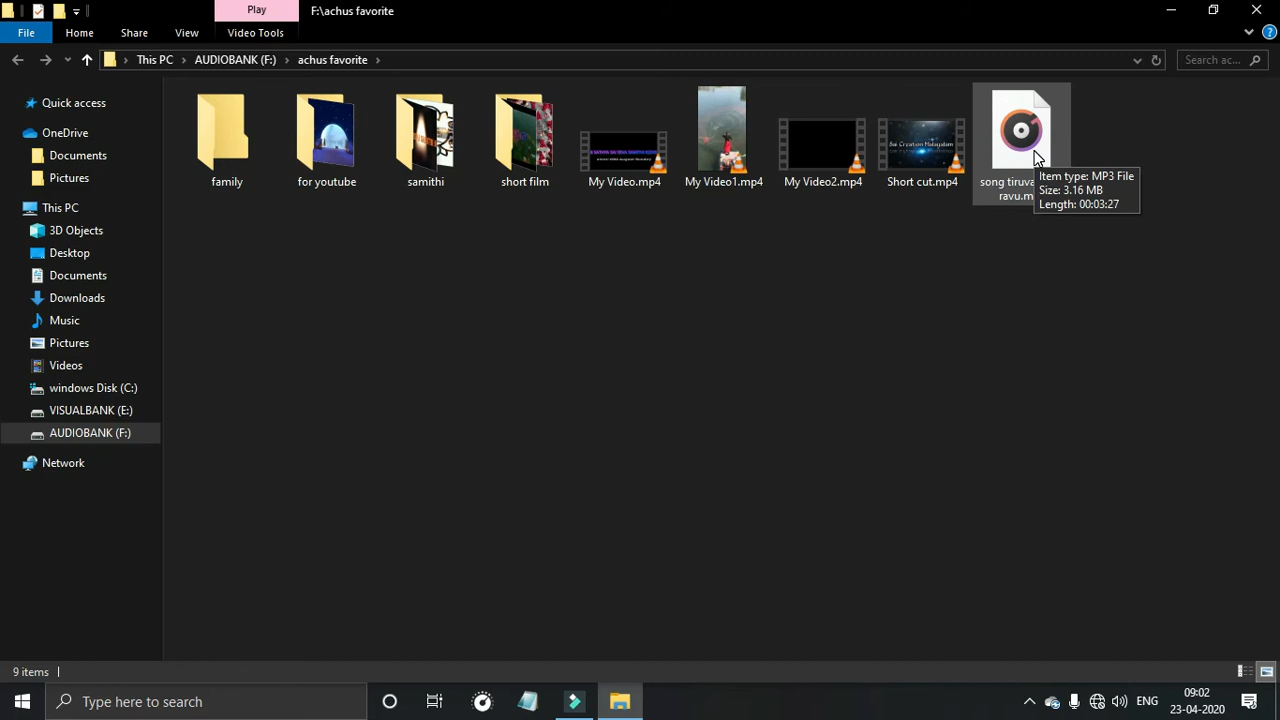 Play
F:\achus favorite
File
Home
Share
View
Video Tools
This PC
AUDIOBANK (F:)
achus favorite
Search ac...
Quick access
OneDrive
Documents
Pictures
This PC
3D Objects
Desktop
Documents
Downloads
Music
Pictures
Videos
windows Disk (C:)
VISUALBANK (E:)
AUDIOBANK (F:)
Network
family
for youtube
samithi
short film
My Video.mp4
My Video1.mp4
My Video2.mp4
Sai Creation Malayalam
Short cut.mp4
song
Item type: MP3 File
Size: 3.16 MB
Length: 00:03:27
9 items
Type here to search
ENG
09:02
23-04-2020